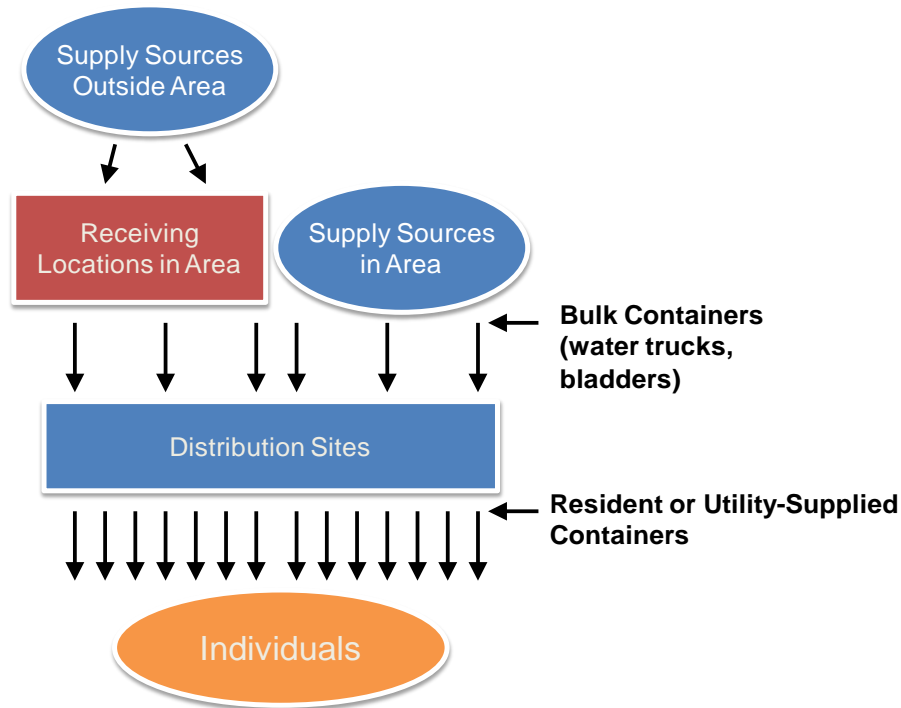 Supply Sources
Outside Area
Receiving
Locations in Area
Supply Sources
in Area
Bulk Containers
(water trucks,
bladders)
Distribution Sites
Resident or Utility-Supplied
Containers
Individuals